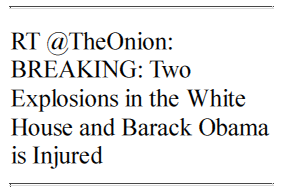 RT @TheOnion:
BREAKING: Two
Explosions in the White
House and Barack Obama
is Injured